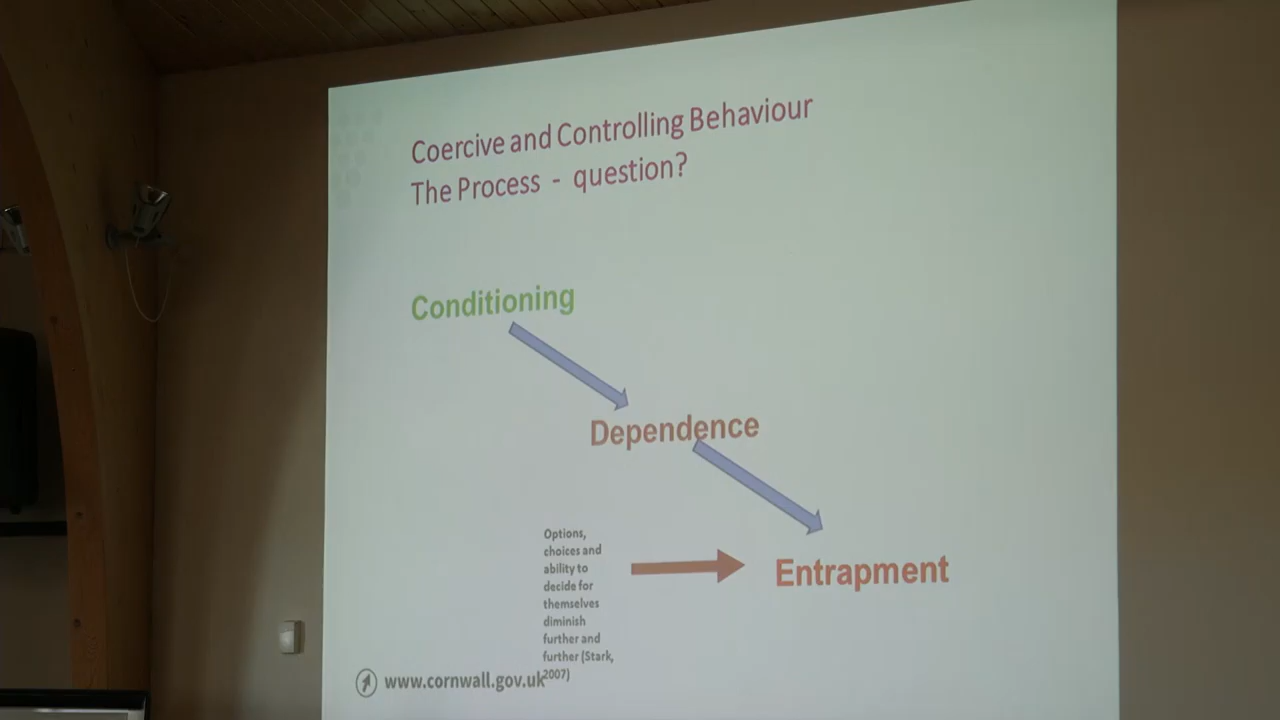 Coercive and Controlling Behaviour
The Process - question?
Conditioning
Dependence
Options,
choices and
ability to
decide for
themselves
diminish
further and
further (Stark,
2007)
Entrapment
www.cornwall.gov.uk